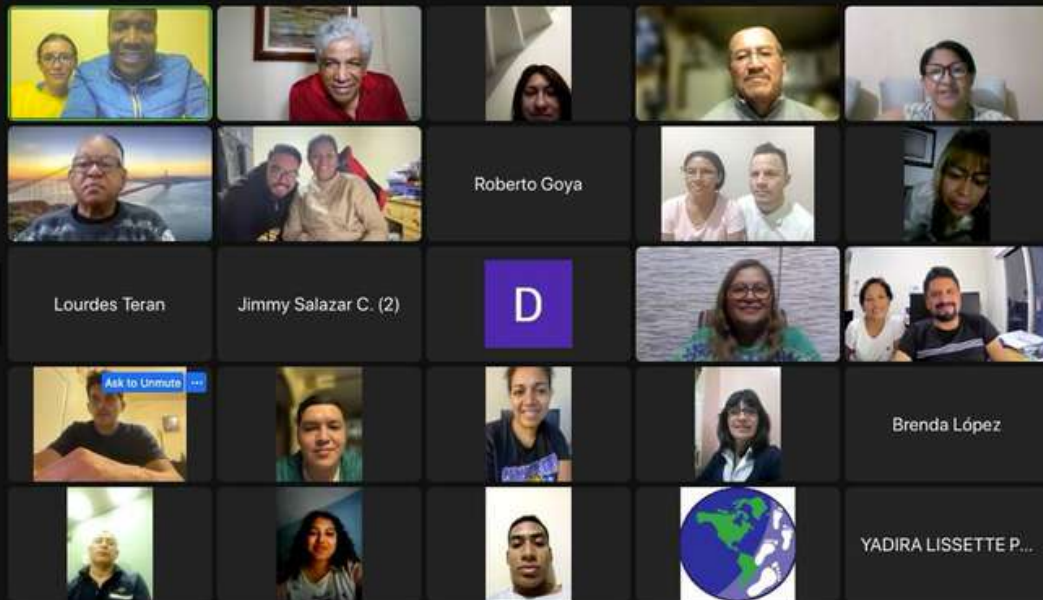 Roberto Goya
Lourdes Teran
Jimmy Salazar C. (2)
D
Ask to Unmute ...
Brenda López
YADIRA LISSETTE P...